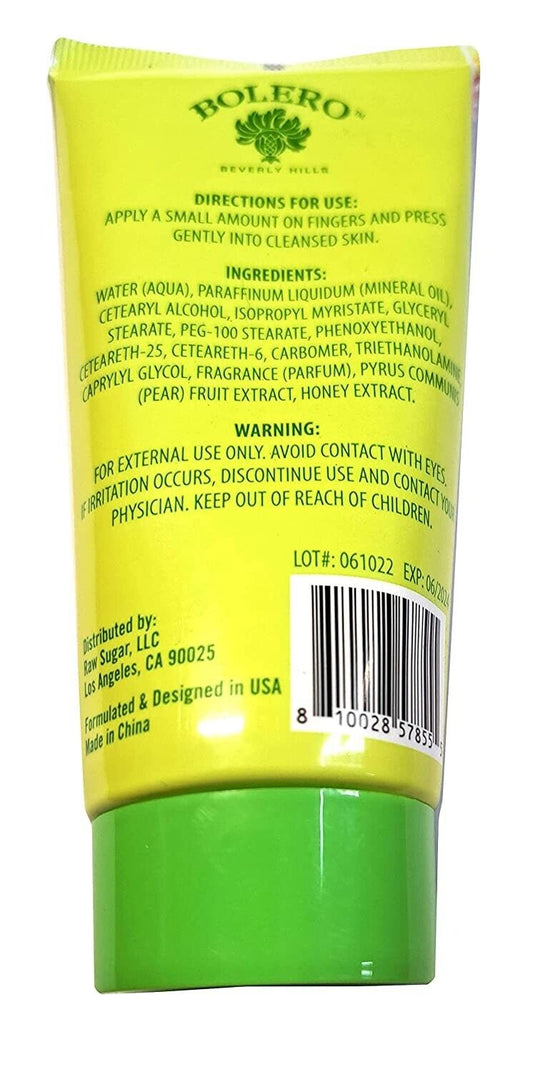 BOLERO™
BEVERLY HILLS
DIRECTIONS FOR USE:
APPLY A SMALL AMOUNT ON FINGERS AND PRESS
GENTLY INTO CLEANSED SKIN.
INGREDIENTS:
WATER (AQUA), PARAFFINUM LIQUIDUM (MINERAL OIL),
CETEARYL ALCOHOL, ISOPROPYL MYRISTATE, GLYCERYL
STEARATE, PEG-100 STEARATE, PHENOXYETHANOL,
CETEARETH-25, CETEARETH-6, CARBOMER, TRIETHANOLAMINE,
CAPRYLYL GLYCOL, FRAGRANCE (PARFUM), PYRUS COMMUNIS
(PEAR) FRUIT EXTRACT, HONEY EXTRACT.
WARNING:
FOR EXTERNAL USE ONLY. AVOID CONTACT WITH EYES.
IF IRRITATION OCCURS, DISCONTINUE USE AND CONTACT YOUR
PHYSICIAN. KEEP OUT OF REACH OF CHILDREN.
LOT#: 061022 EXP: 06/2024
Distributed by:
Raw Sugar, LLC
Los Angeles, CA 90025
Formulated & Designed in USA
Made in China
8 10028 57855 5